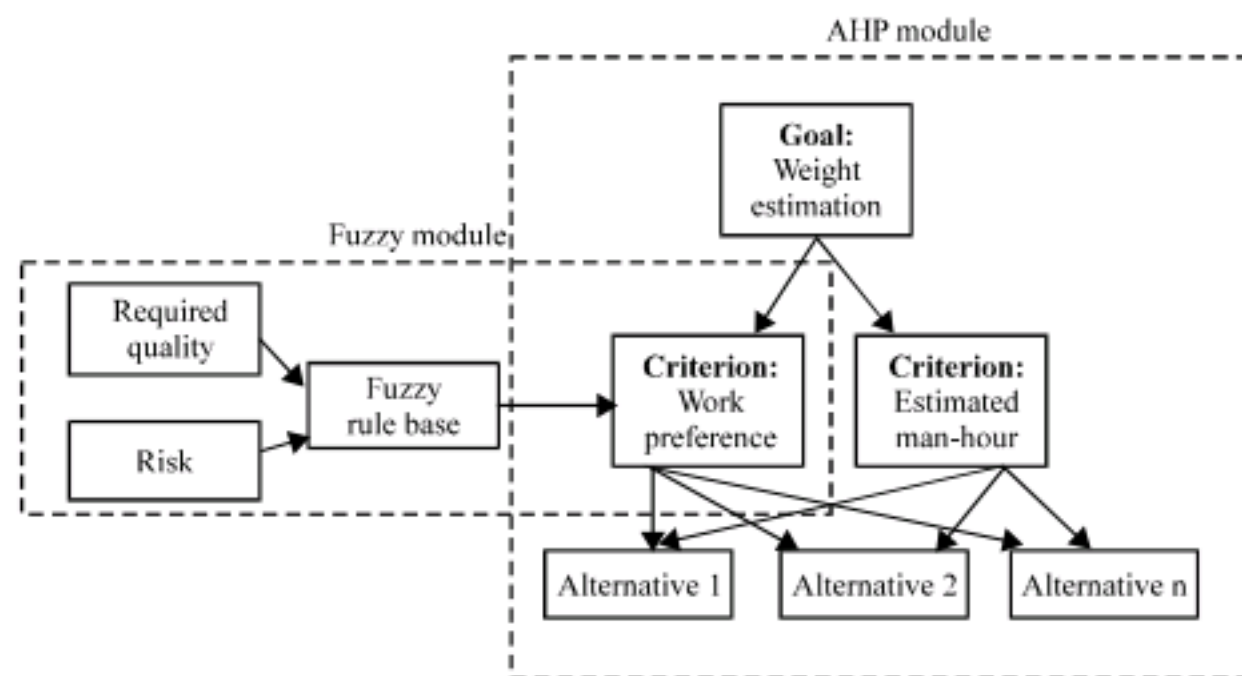 AHP module
Goal:
Weight
estimation
Fuzzy module
Required
quality
Risk
Fuzzy
rule base
Criterion:
Work
preference
Criterion:
Estimated
man-hour
Alternative 1
Alternative 2
Alternative n